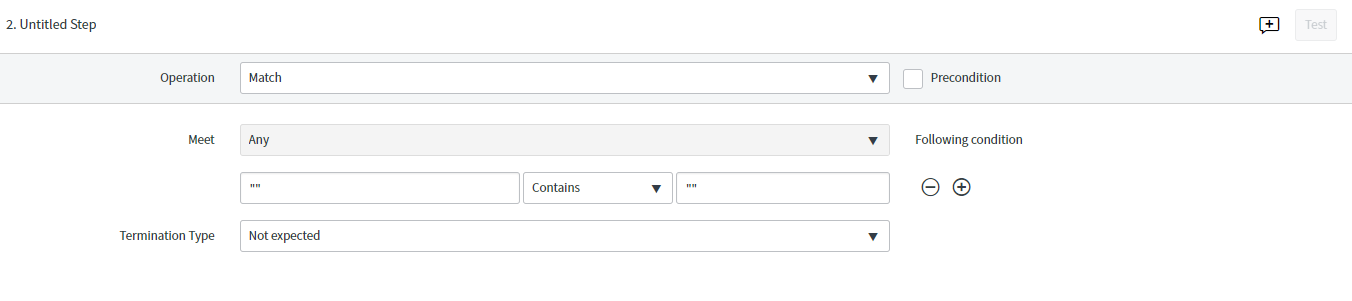 2. Untitled Step
Test
Operation Match Precondition
Meet Any Following condition
"" Contains ""
Termination Type Not expected